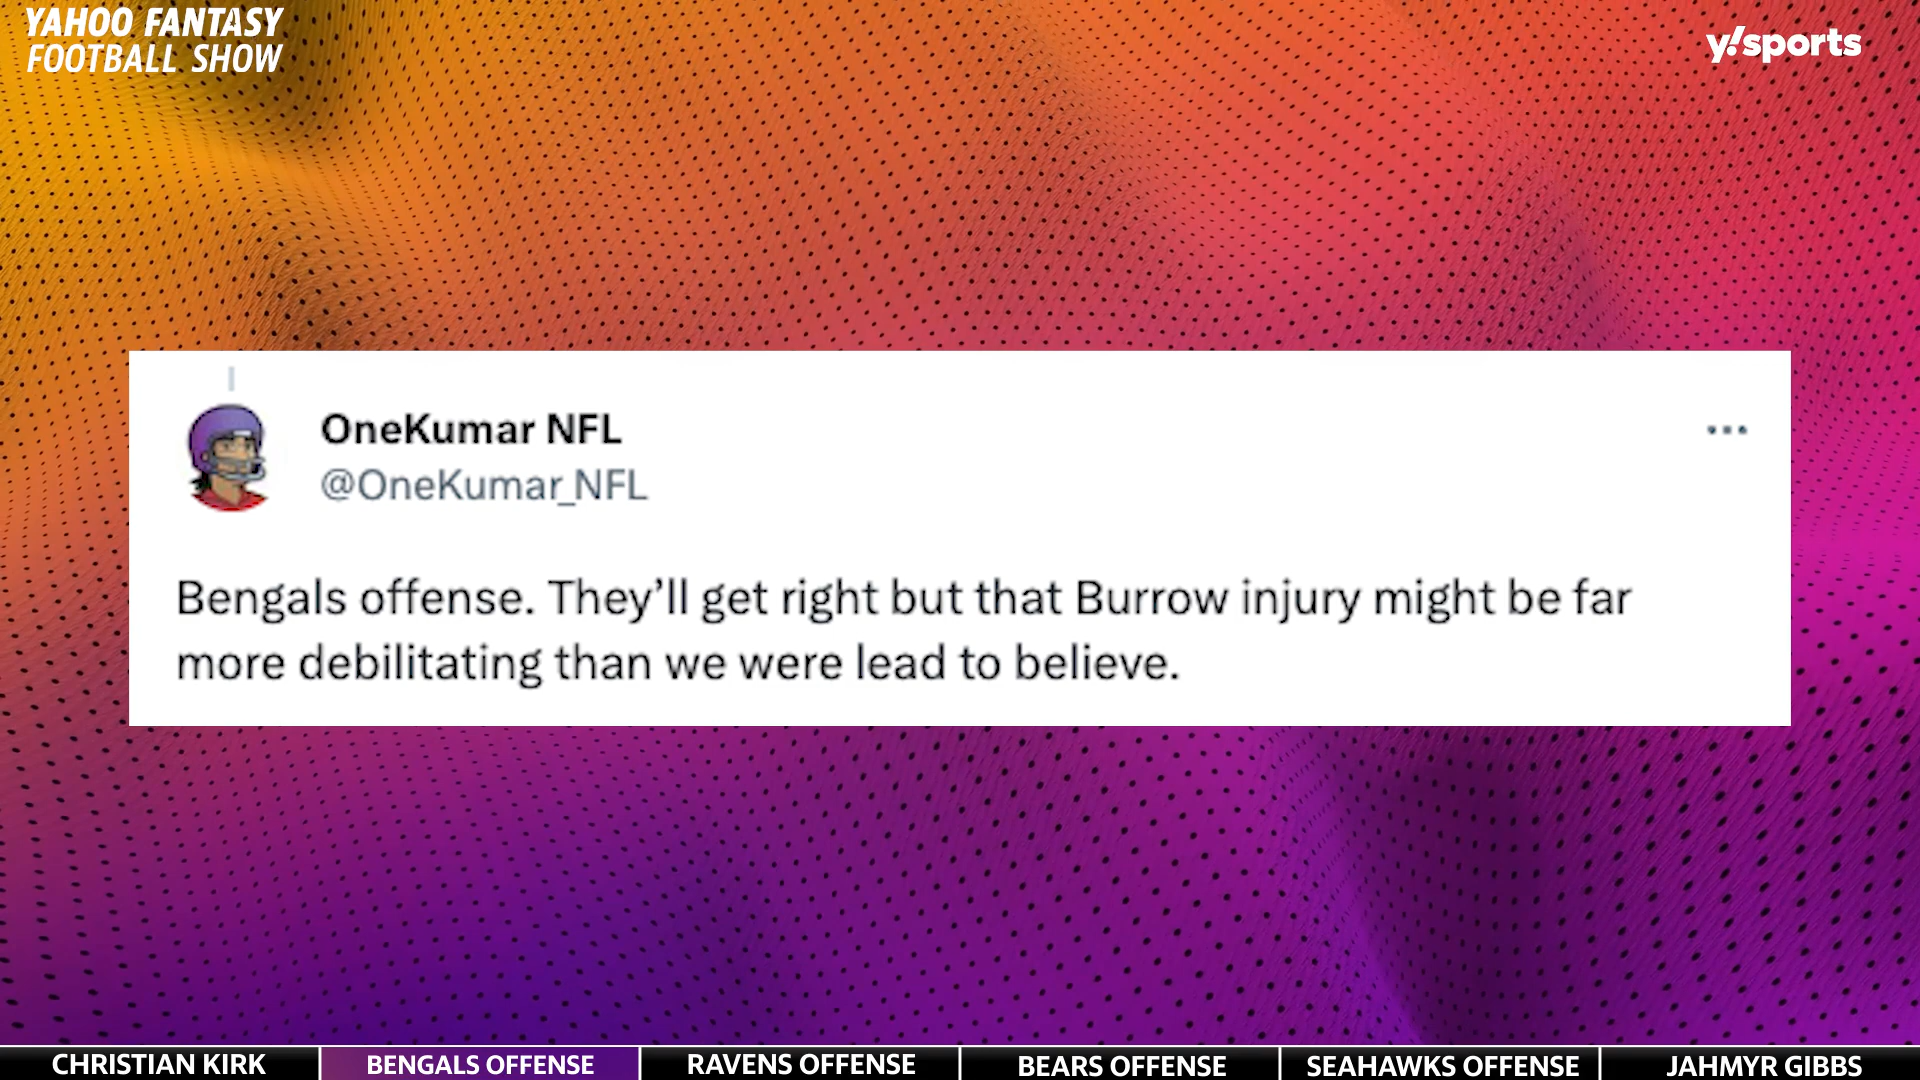 YAHOO FANTASY
FOOTBALL SHOW
y!sports
OneKumar NFL
@OneKumar_NFL
Bengals offense. They’ll get right but that Burrow injury might be far
more debilitating than we were lead to believe.
CHRISTIAN KIRK
BENGALS OFFENSE
RAVENS OFFENSE
BEARS OFFENSE
SEAHAWKS OFFENSE
JAHMYR GIBBS